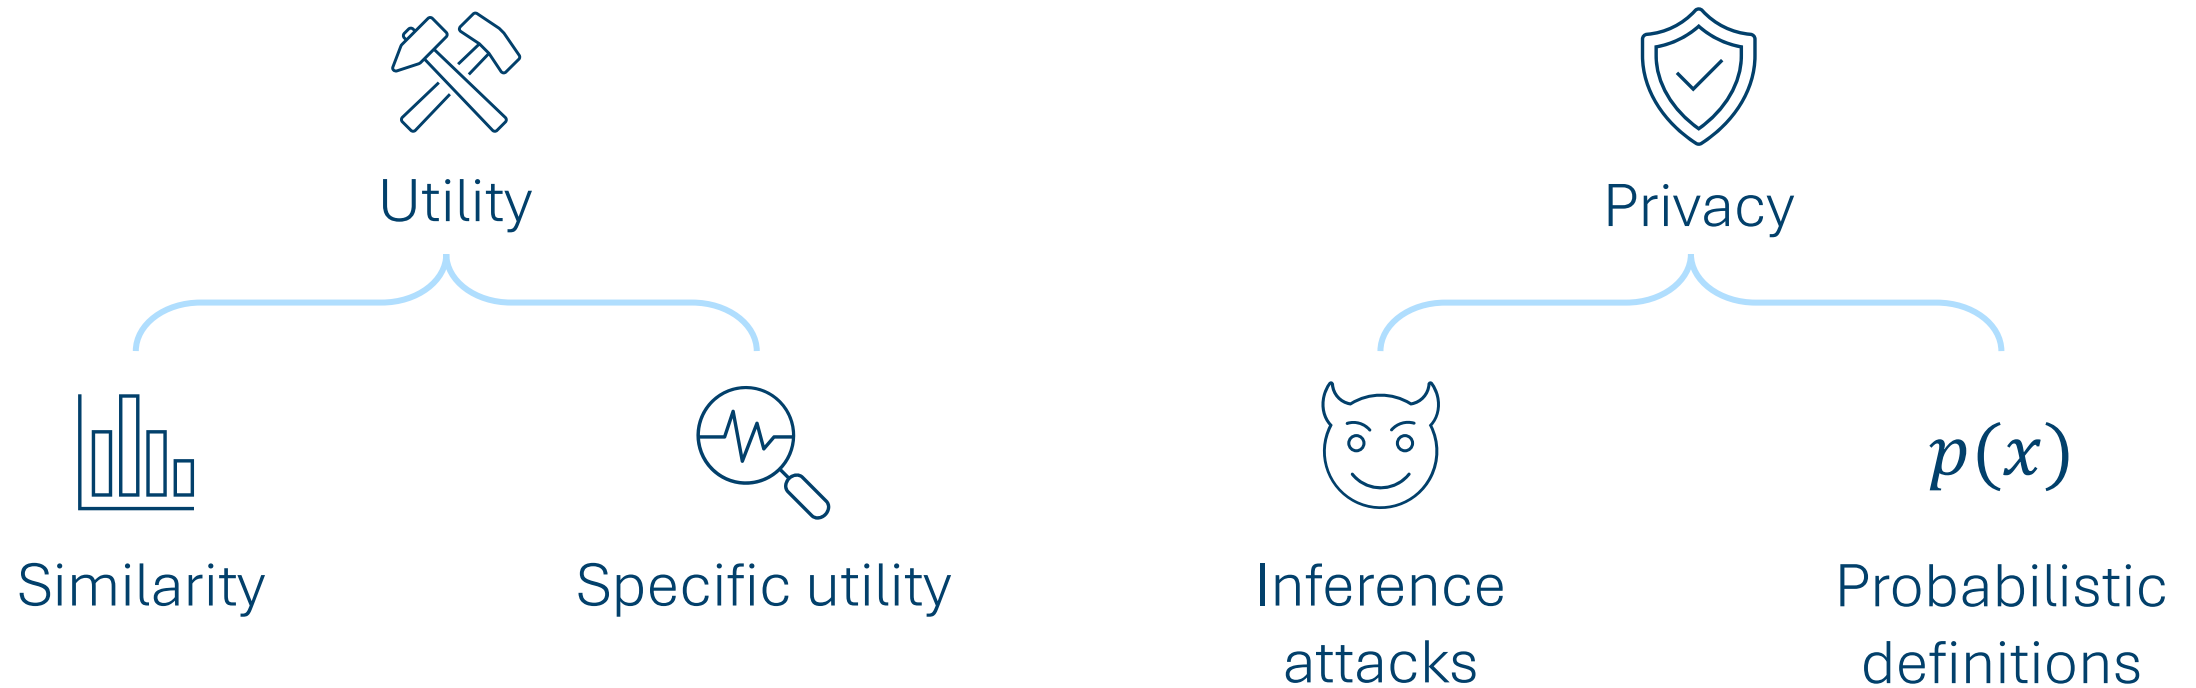 Utility
Privacy
p(x)
Similarity
Specific utility
Inference
attacks
Probabilistic
definitions